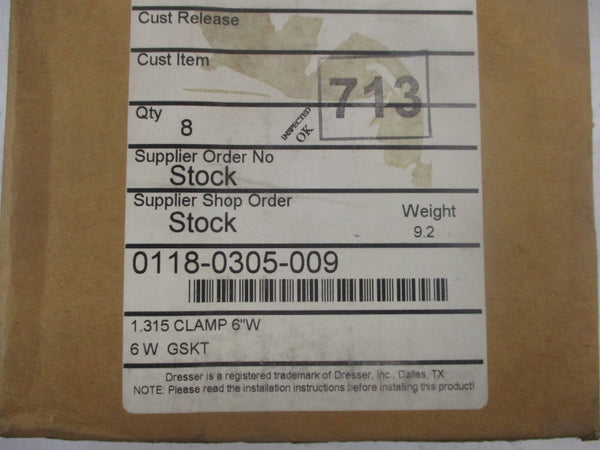 Cust Release
Cust Item
713
INSPECTED
OK
Qty
8
Supplier Order No
Stock
Supplier Shop Order
Stock
Weight
9.2
0118-0305-009
1.315 CLAMP 6"W
6 W GSKT
Dresser is a registered trademark of Dresser, Inc., Dallas, TX
NOTE: Please read the installation instructions before installing this product!